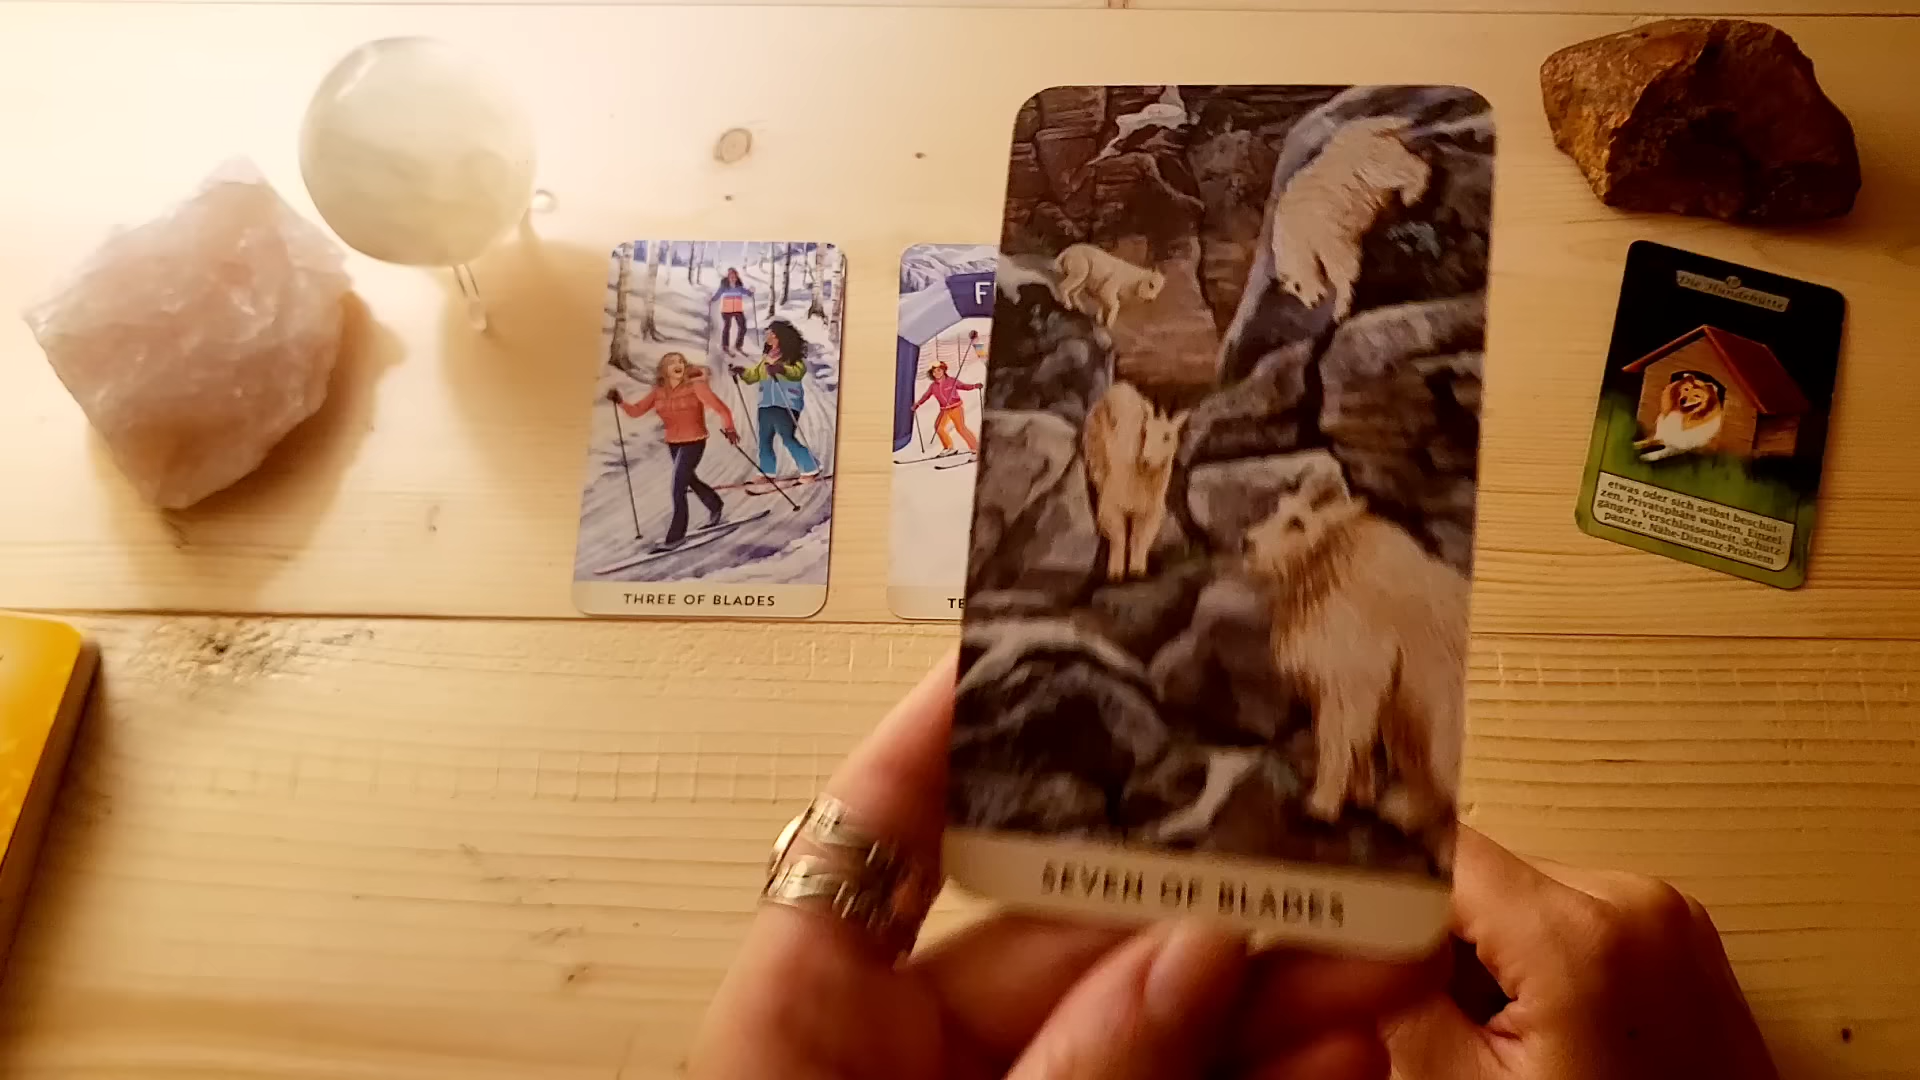 THREE OF BLADES
F
TE
SEVEN OF BLADES
Die Hundehütte
etwas oder sich selbst beschüt-
zen, Privatsphäre wahren, Einzel-
gänger, Verschlossenheit, Schutz-
panzer, Nähe-Distanz-Problem